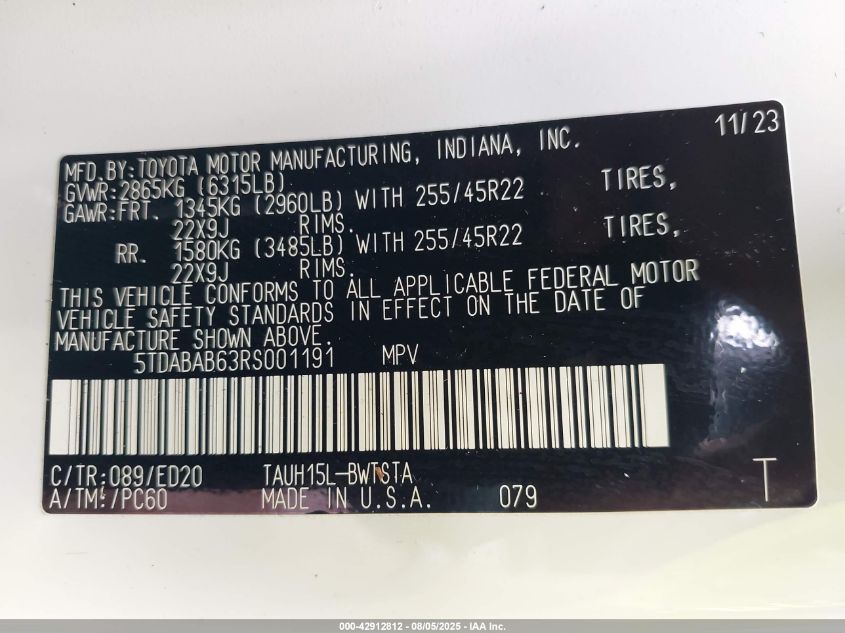 11/23
MFD.BY:TOYOTA MOTOR MANUFACTURING, INDIANA, INC.
GVWR:2865KG (6315LB)
GAWR:FRT. 1345KG (2960LB) WITH 255/45R22 TIRES,
22X9J RIMS.
RR. 1580KG (3485LB) WITH 255/45R22 TIRES,
22X9J RIMS.
THIS VEHICLE CONFORMS TO ALL APPLICABLE FEDERAL MOTOR
VEHICLE SAFETY STANDARDS IN EFFECT ON THE DATE OF
MANUFACTURE SHOWN ABOVE.
5TDABAB63RS001191 MPV
C/TR:089/ED20 TAUH15L-BWTSTA
A/TM:-/PC60 MADE IN U.S.A. 079 T
000-42912812 - 08/05/2025 - IAA Inc.